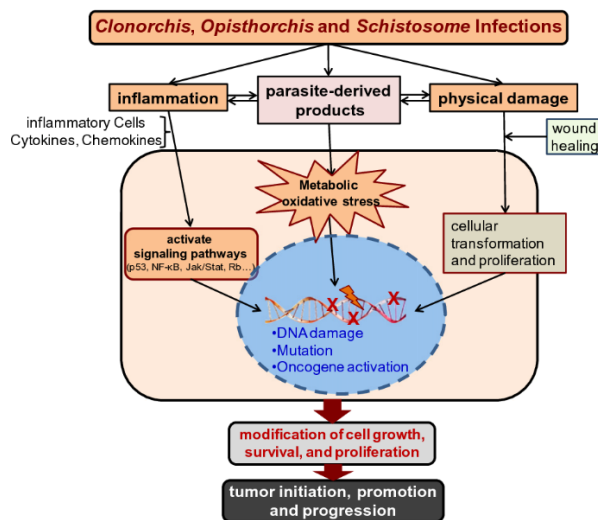 Clonorchis, Opisthorchis and Schistosome Infections
inflammation
parasite-derived
products
physical damage
inflammatory Cells
Cytokines, Chemokines
wound
healing
Metabolic
oxidative stress
activate
signaling pathways
(p53, NF-κB, Jak/Stat, Rb...)
cellular
transformation
and proliferation
X
X
X
•DNA damage
•Mutation
•Oncogene activation
modification of cell growth,
survival, and proliferation
tumor initiation, promotion
and progression